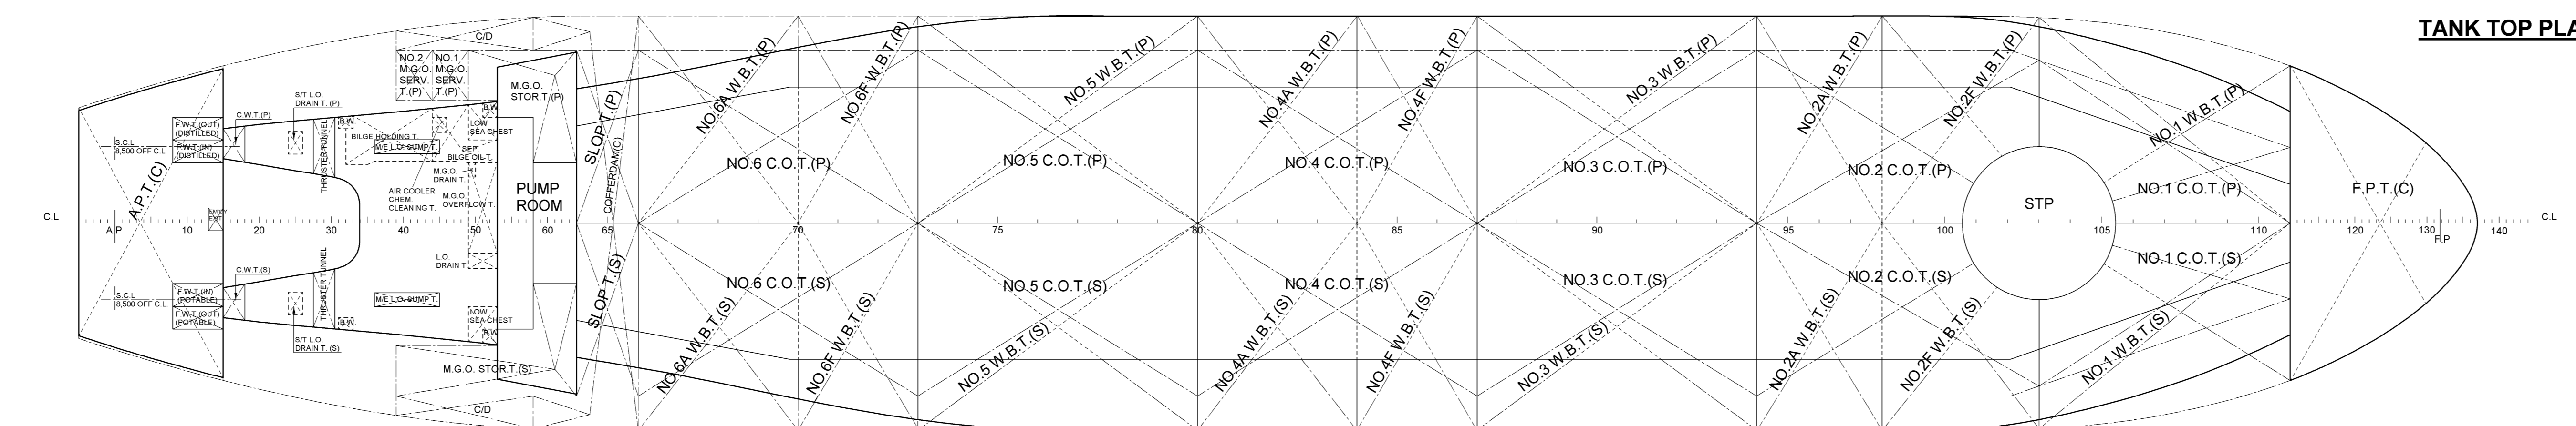 TANK TOP PLA
C/D
NO.2
M.G.O.
SERV.
T.(P)
NO.1
M.G.O.
SERV.
T.(P)
M.G.O.
STOR.T.(P)
S/T L.O.
DRAIN T. (P)
C.W.T.(P)
F.W.T.(OUT)
(DISTILLED)
F.W.T.(IN)
(DISTILLED)
S.C.L
8,500 OFF C.L
A.P.T.(C)
THRUSTER TUNNEL
B.W.
BILGE HOLDING T.
M/E L.O. SUMP T.
B.W.
LOW
SEA CHEST
SEP.
BILGE OIL T.
M.G.O.
DRAIN T.
AIR COOLER
CHEM.
CLEANING T.
M.G.O.
OVERFLOW T.
PUMP
ROOM
SLOP T.(P)
COFFERDAM(C)
NO.6A W.B.T.(P)
NO.6F W.B.T.(P)
NO.5 W.B.T.(P)
NO.4A W.B.T.(P)
NO.4F W.B.T.(P)
NO.3 W.B.T.(P)
NO.2A W.B.T.(P)
NO.2F W.B.T.(P)
NO.1 W.B.T.(P)
NO.6 C.O.T.(P)
NO.5 C.O.T.(P)
NO.4 C.O.T.(P)
NO.3 C.O.T.(P)
NO.2 C.O.T.(P)
NO.1 C.O.T.(P)
STP
F.P.T.(C)
C.L
EM'CY
EXIT
C.L
A.P
10
20
30
40
50
60
65
70
75
80
85
90
95
100
105
110
120
130
F.P
140
C.W.T.(S)
F.W.T.(IN)
(POTABLE)
F.W.T.(OUT)
(POTABLE)
S.C.L
8,500 OFF C.L
THRUSTER TUNNEL
S/T L.O.
DRAIN T. (S)
B.W.
M/E L.O. SUMP T.
L.O.
DRAIN T.
LOW
SEA CHEST
B.W.
M.G.O. STOR.T.(S)
C/D
SLOP T.(S)
NO.6 C.O.T.(S)
NO.5 C.O.T.(S)
NO.4 C.O.T.(S)
NO.3 C.O.T.(S)
NO.2 C.O.T.(S)
NO.1 C.O.T.(S)
NO.6A W.B.T.(S)
NO.6F W.B.T.(S)
NO.5 W.B.T.(S)
NO.4A W.B.T.(S)
NO.4F W.B.T.(S)
NO.3 W.B.T.(S)
NO.2A W.B.T.(S)
NO.2F W.B.T.(S)
NO.1 W.B.T.(S)